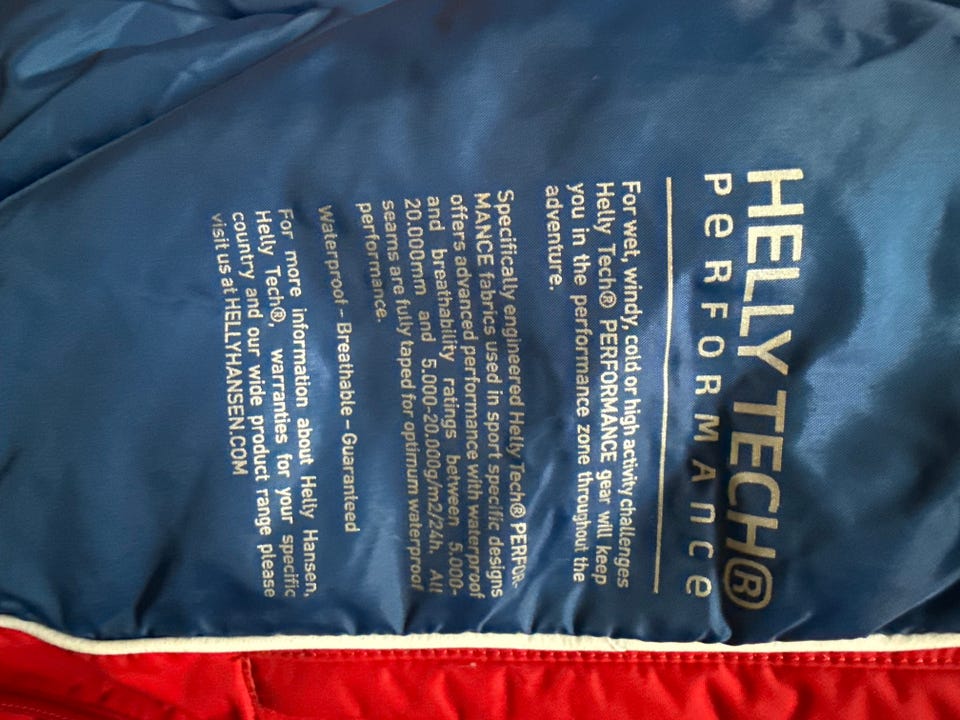 HELLY TECH®
PERFORMANCE
For wet, windy, cold or high activity challenges
Helly Tech® PERFORMANCE gear will keep
you in the performance zone throughout the
adventure.
Specifically engineered Helly Tech® PERFOR-
MANCE fabrics used in sport specific designs
offers advanced performance with waterproof
and breathability ratings between 5.000-
20.000mm and 5.000-20.000g/m2/24h. All
seams are fully taped for optimum waterproof
performance.
Waterproof – Breathable – Guaranteed
For more information about Helly Hansen,
Helly Tech®, warranties for your specific
country and our wide product range please
visit us at HELLYHANSEN.COM